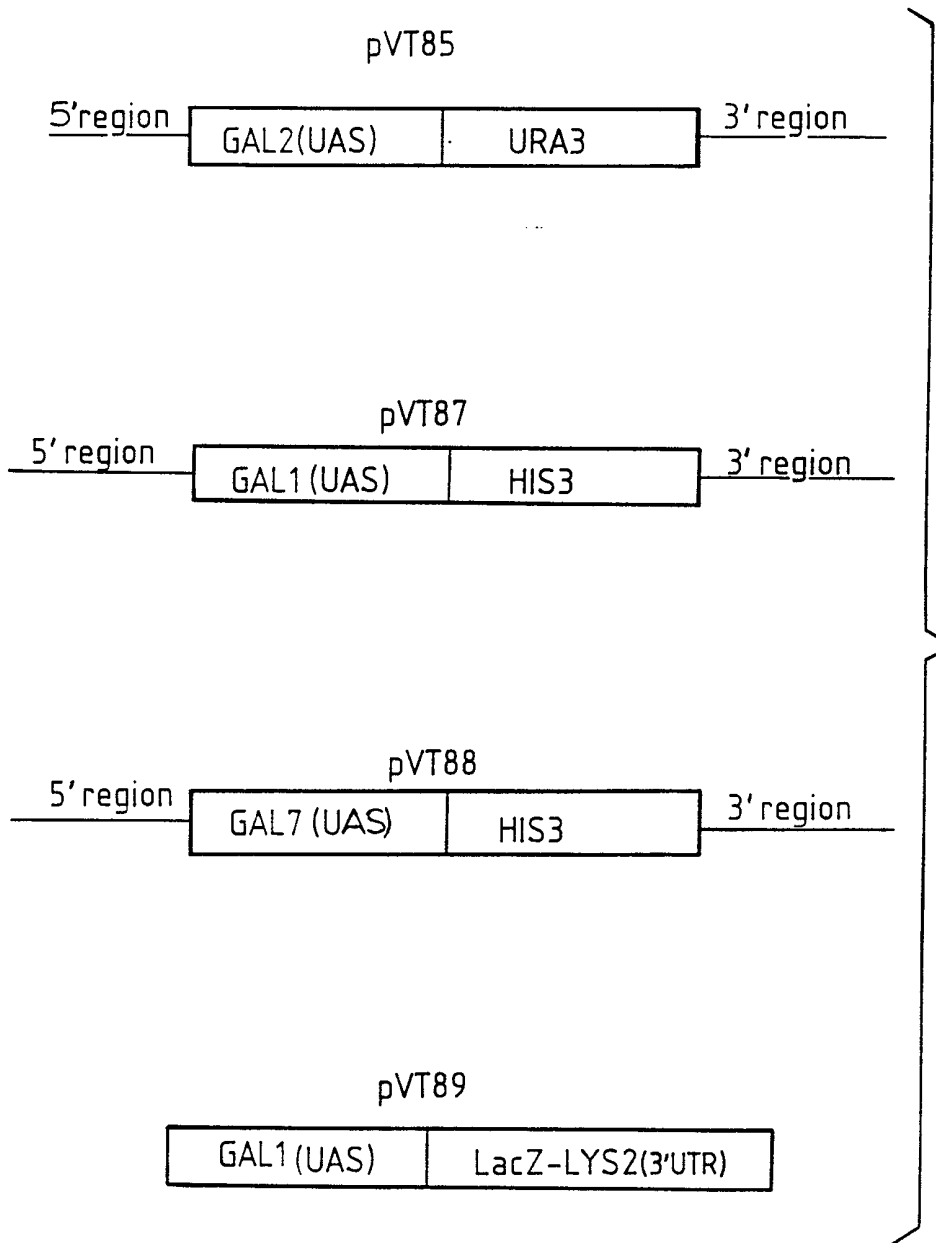 pVT85
5'region GAL2(UAS) URA3 3'region
pVT87
5'region GAL1(UAS) HIS3 3'region
pVT88
5'region GAL7(UAS) HIS3 3'region
pVT89
GAL1(UAS) LacZ-LYS2(3'UTR)